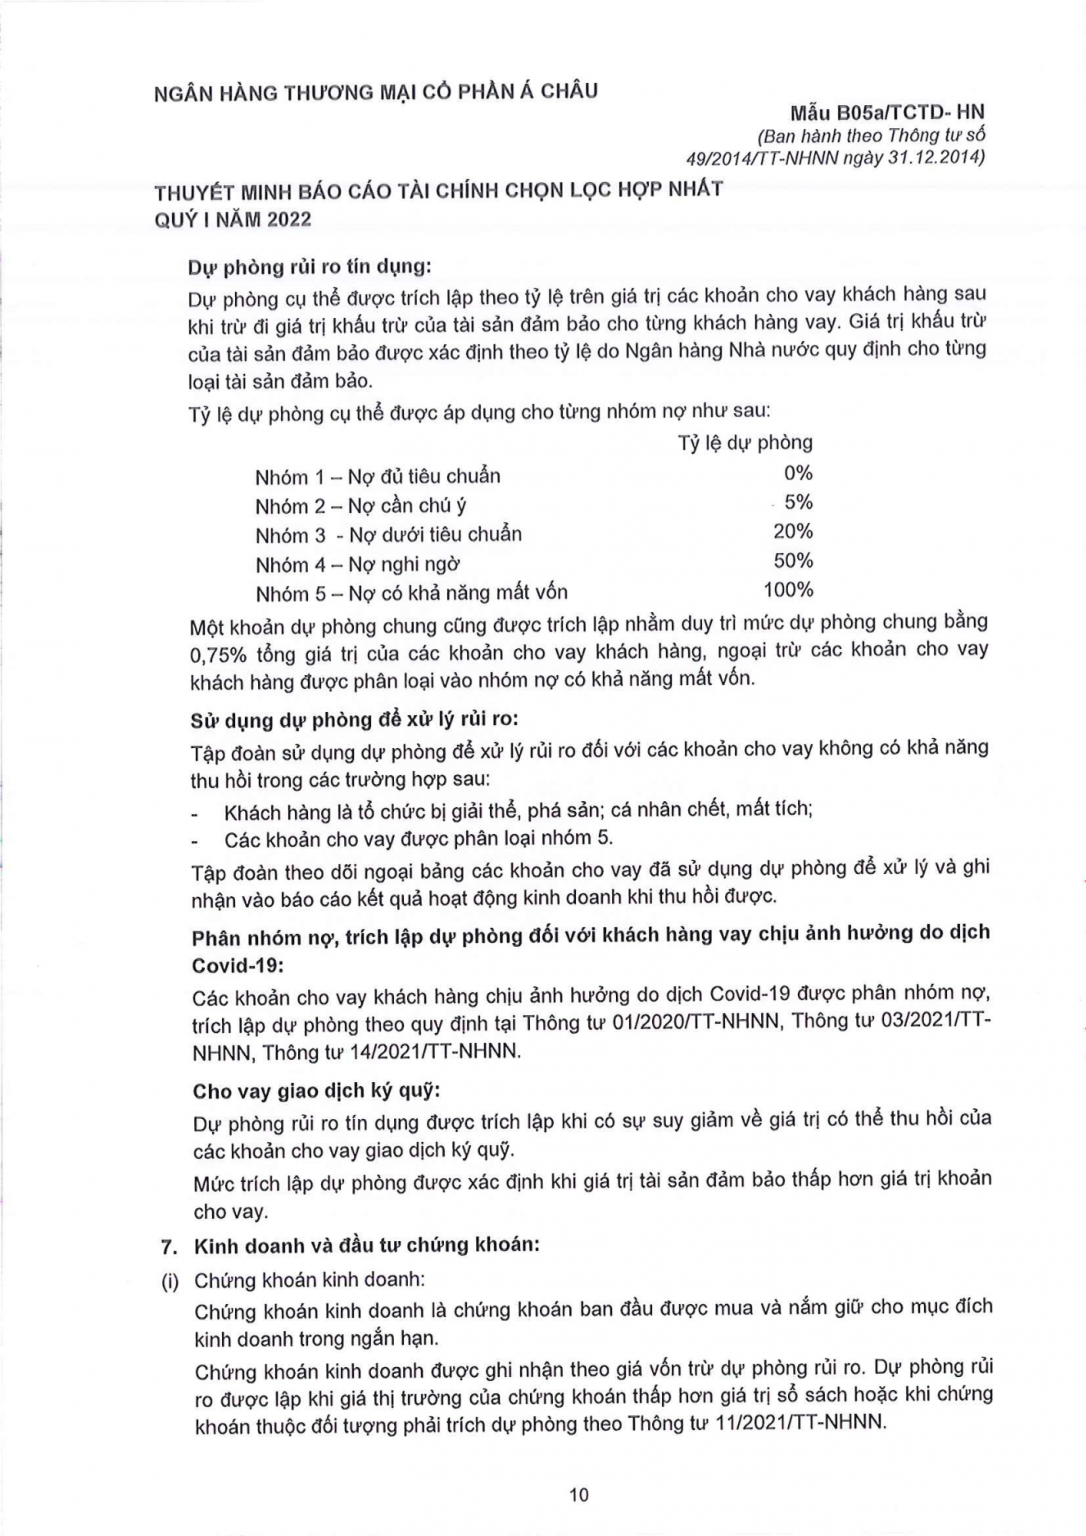 NGÂN HÀNG THƯƠNG MẠI CỔ PHẦN Á CHÂU
Mẫu B05a/TCTD- HN
(Ban hành theo Thông tư số
49/2014/TT-NHNN ngày 31.12.2014)
THUYẾT MINH BÁO CÁO TÀI CHÍNH CHỌN LỌC HỢP NHẤT
QUÝ I NĂM 2022
Dự phòng rủi ro tín dụng:
Dự phòng cụ thể được trích lập theo tỷ lệ trên giá trị các khoản cho vay khách hàng sau
khi trừ đi giá trị khấu trừ của tài sản đảm bảo cho từng khách hàng vay. Giá trị khấu trừ
của tài sản đảm bảo được xác định theo tỷ lệ do Ngân hàng Nhà nước quy định cho từng
loại tài sản đảm bảo.
Tỷ lệ dự phòng cụ thể được áp dụng cho từng nhóm nợ như sau:
Tỷ lệ dự phòng
Nhóm 1 – Nợ đủ tiêu chuẩn 0%
Nhóm 2 – Nợ cần chú ý 5%
Nhóm 3 - Nợ dưới tiêu chuẩn 20%
Nhóm 4 – Nợ nghi ngờ 50%
Nhóm 5 – Nợ có khả năng mất vốn 100%
Một khoản dự phòng chung cũng được trích lập nhằm duy trì mức dự phòng chung bằng
0,75% tổng giá trị của các khoản cho vay khách hàng, ngoại trừ các khoản cho vay
khách hàng được phân loại vào nhóm nợ có khả năng mất vốn.
Sử dụng dự phòng để xử lý rủi ro:
Tập đoàn sử dụng dự phòng để xử lý rủi ro đối với các khoản cho vay không có khả năng
thu hồi trong các trường hợp sau:
- Khách hàng là tổ chức bị giải thể, phá sản; cá nhân chết, mất tích;
- Các khoản cho vay được phân loại nhóm 5.
Tập đoàn theo dõi ngoại bảng các khoản cho vay đã sử dụng dự phòng để xử lý và ghi
nhận vào báo cáo kết quả hoạt động kinh doanh khi thu hồi được.
Phân nhóm nợ, trích lập dự phòng đối với khách hàng vay chịu ảnh hưởng do dịch
Covid-19:
Các khoản cho vay khách hàng chịu ảnh hưởng do dịch Covid-19 được phân nhóm nợ,
trích lập dự phòng theo quy định tại Thông tư 01/2020/TT-NHNN, Thông tư 03/2021/TT-
NHNN, Thông tư 14/2021/TT-NHNN.
Cho vay giao dịch ký quỹ:
Dự phòng rủi ro tín dụng được trích lập khi có sự suy giảm về giá trị có thể thu hồi của
các khoản cho vay giao dịch ký quỹ.
Mức trích lập dự phòng được xác định khi giá trị tài sản đảm bảo thấp hơn giá trị khoản
cho vay.
7. Kinh doanh và đầu tư chứng khoán:
(i) Chứng khoán kinh doanh:
Chứng khoán kinh doanh là chứng khoán ban đầu được mua và nắm giữ cho mục đích
kinh doanh trong ngắn hạn.
Chứng khoán kinh doanh được ghi nhận theo giá vốn trừ dự phòng rủi ro. Dự phòng rủi
ro được lập khi giá thị trường của chứng khoán thấp hơn giá trị sổ sách hoặc khi chứng
khoán thuộc đối tượng phải trích dự phòng theo Thông tư 11/2021/TT-NHNN.
10